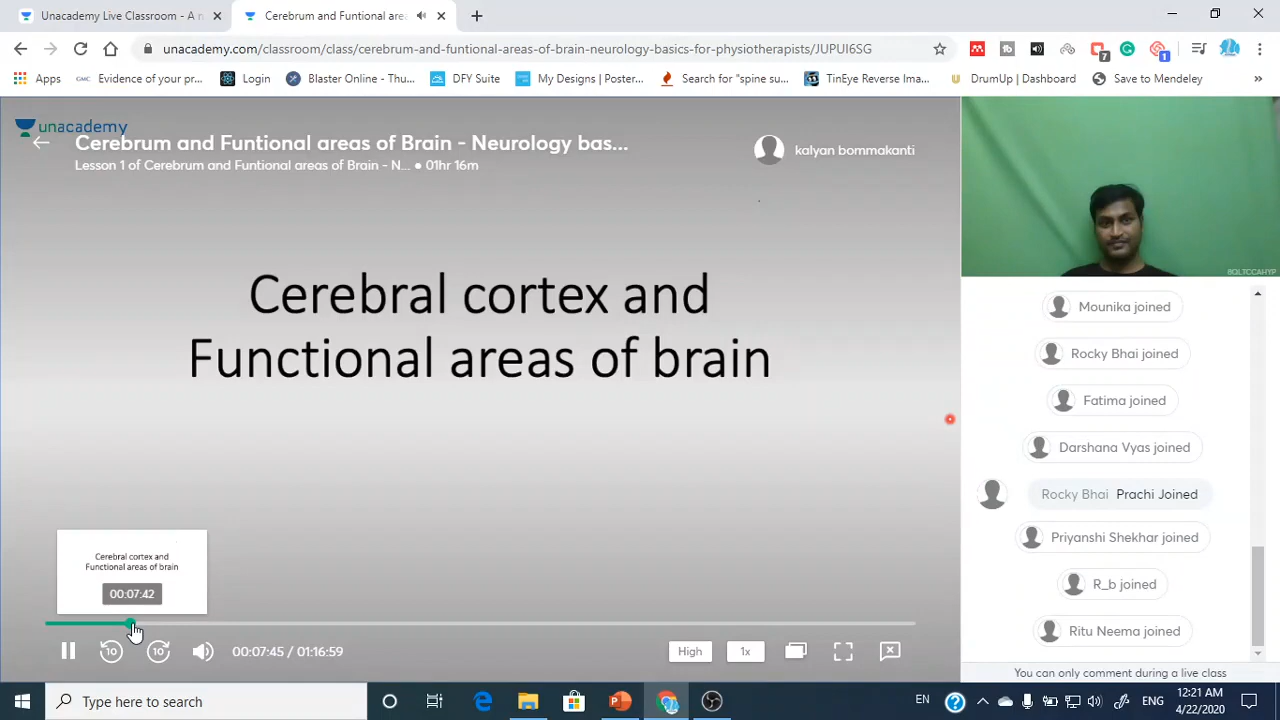 Unacademy Live Classroom - A n
Cerebrum and Funtional area
unacademy.com/classroom/class/cerebrum-and-funtional-areas-of-brain-neurology-basics-for-physiotherapists/JUPUI6SG
7
1
Apps
GMC
Evidence of your pr...
Login
Blaster Online - Thu...
DFY Suite
My Designs | Poster...
Search for "spine su...
TinEye Reverse Ima...
DrumUp | Dashboard
Save to Mendeley
»
unacademy
Cerebrum and Funtional areas of Brain - Neurology bas...
Lesson 1 of Cerebrum and Funtional areas of Brain - N... • 01hr 16m
kalyan bommakanti
Cerebral cortex and
Functional areas of brain
8QLTCCAHYP
Mounika joined
Rocky Bhai joined
Fatima joined
Darshana Vyas joined
Rocky Bhai Prachi Joined
Priyanshi Shekhar joined
R_b joined
Ritu Neema joined
Cerebral cortex and
Functional areas of brain
00:07:42
10
10
00:07:45 / 01:16:59
High
1x
You can only comment during a live class
Type here to search
EN
ENG
12:21 AM
4/22/2020